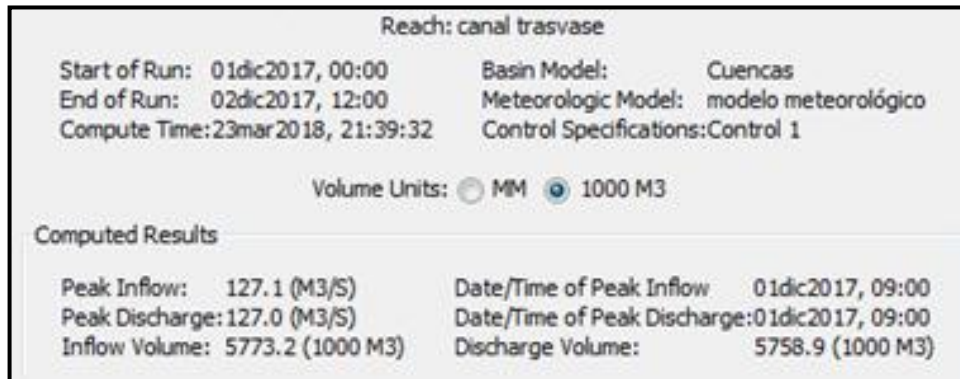 Reach: canal trasvase
Start of Run: 01dic2017, 00:00 Basin Model: Cuencas
End of Run: 02dic2017, 12:00 Meteorologic Model: modelo meteorológico
Compute Time:23mar2018, 21:39:32 Control Specifications:Control 1
Volume Units: MM 1000 M3
Computed Results
Peak Inflow: 127.1 (M3/S) Date/Time of Peak Inflow 01dic2017, 09:00
Peak Discharge:127.0 (M3/S) Date/Time of Peak Discharge:01dic2017, 09:00
Inflow Volume: 5773.2 (1000 M3) Discharge Volume: 5758.9 (1000 M3)